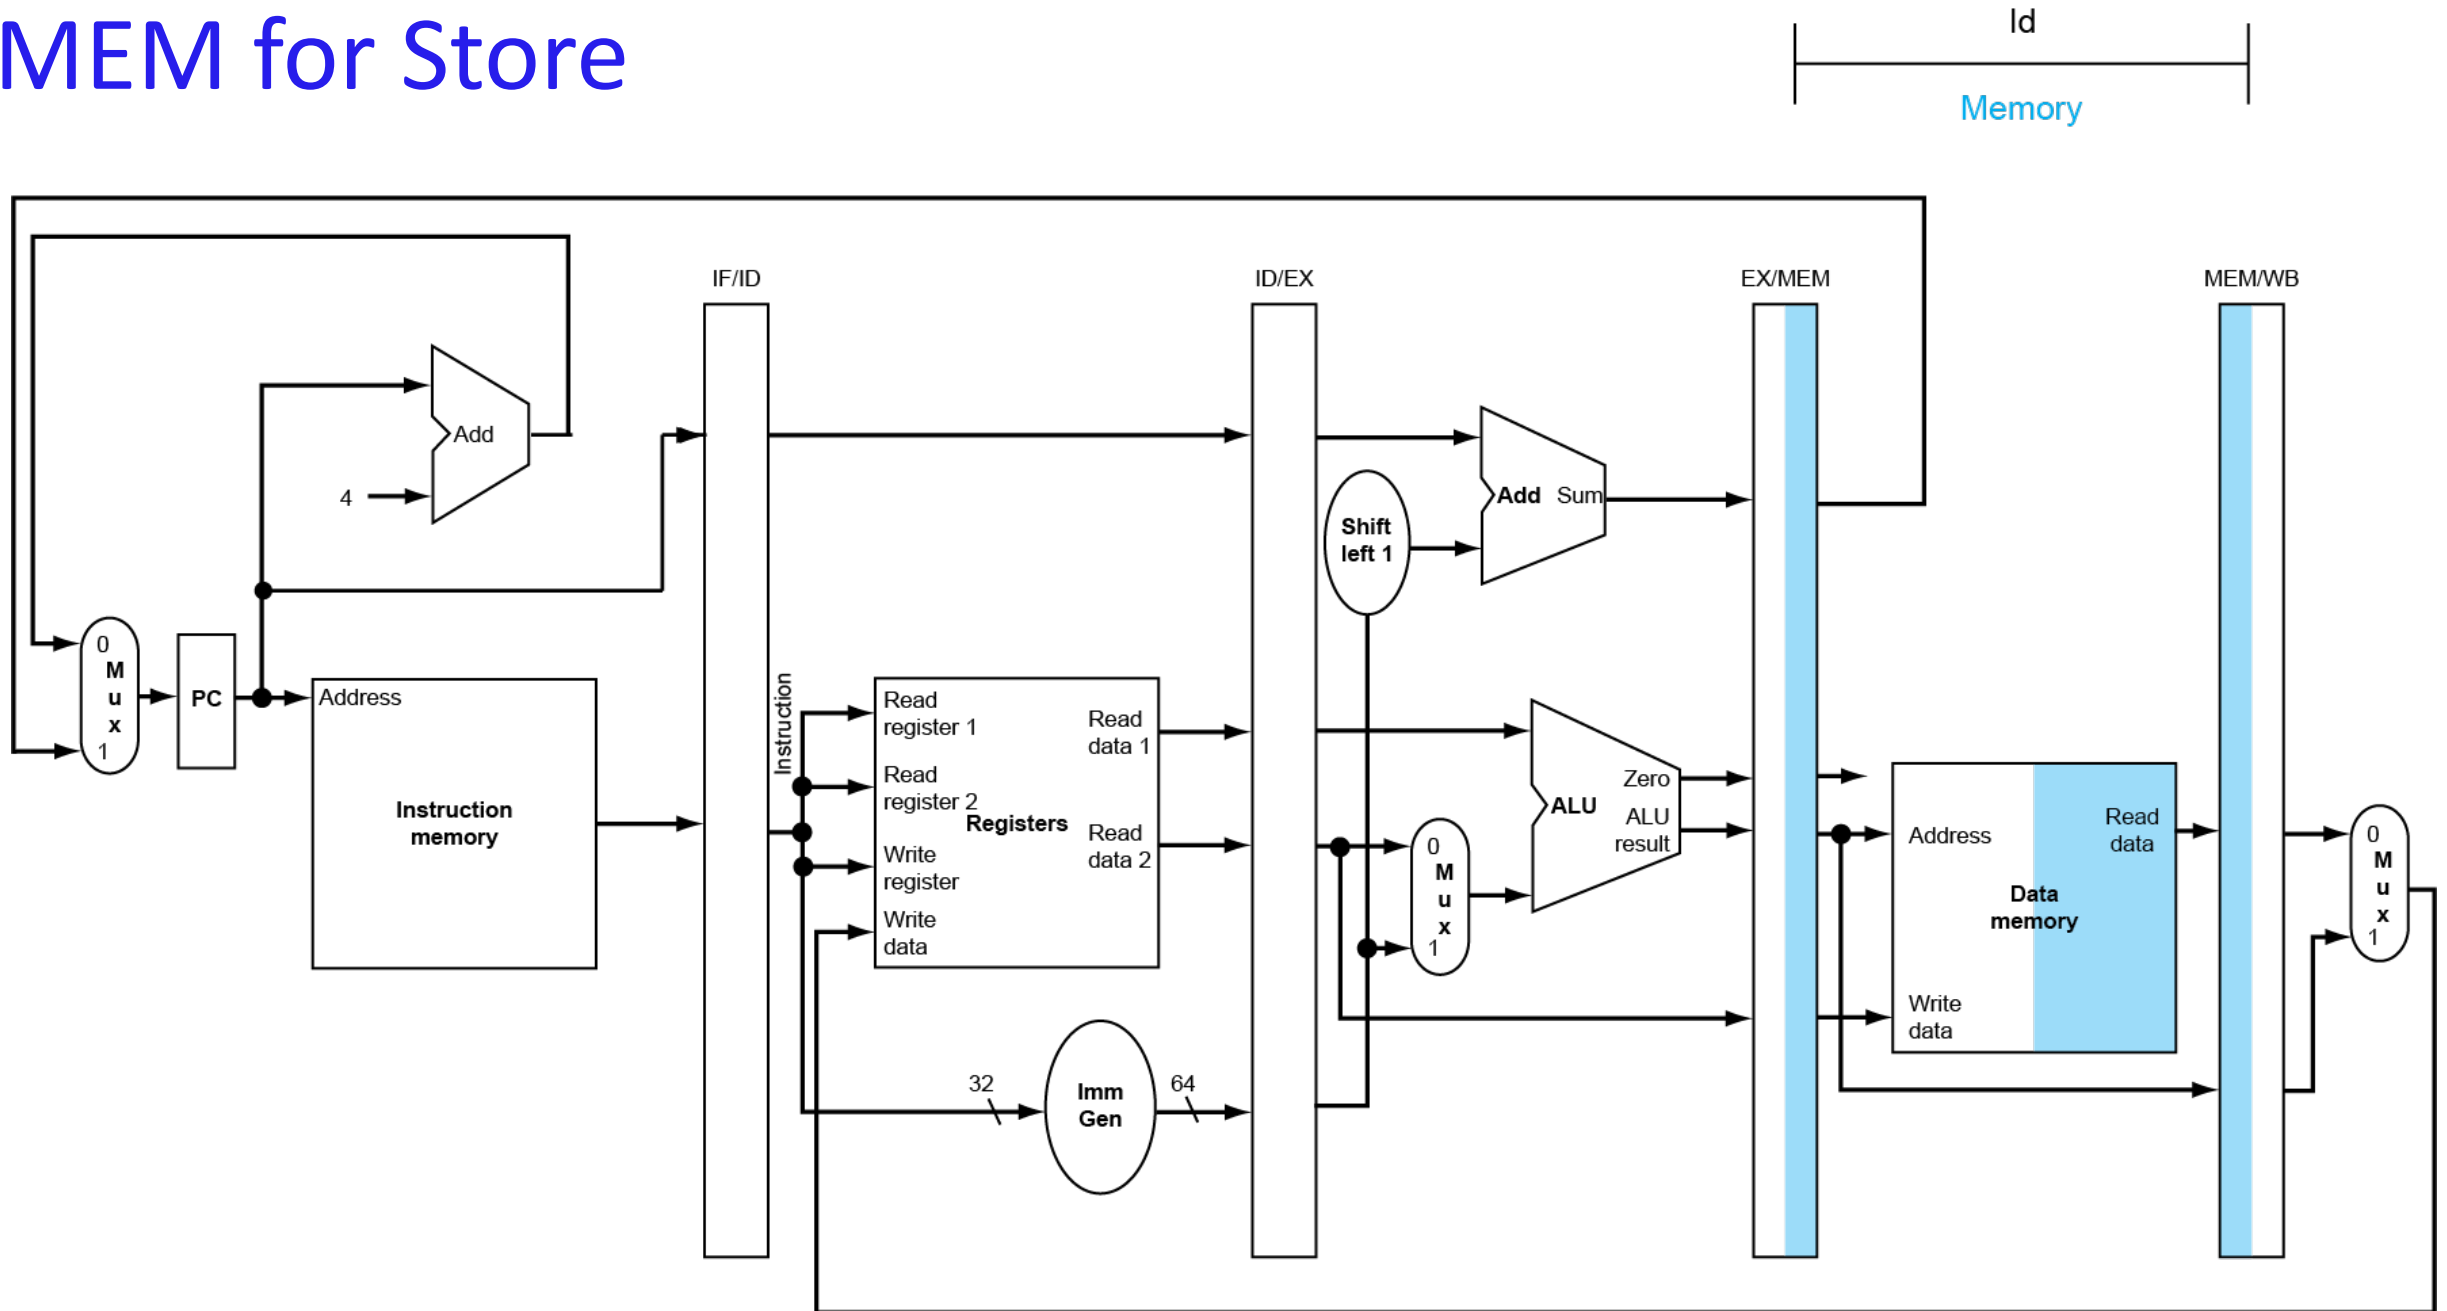 MEM for Store
ld
Memory
IF/ID
ID/EX
EX/MEM
MEM/WB
Add
4
Add Sum
Shift
left 1
0
M
u
x
1
PC
Address
Instruction
memory
Instruction
Read
register 1
Read
register 2
Write
register
Write
data
Registers
Read
data 1
Read
data 2
0
M
u
x
1
Zero
ALU
ALU
result
Address
Read
data
Data
memory
Write
data
0
M
u
x
1
32
Imm
Gen
64